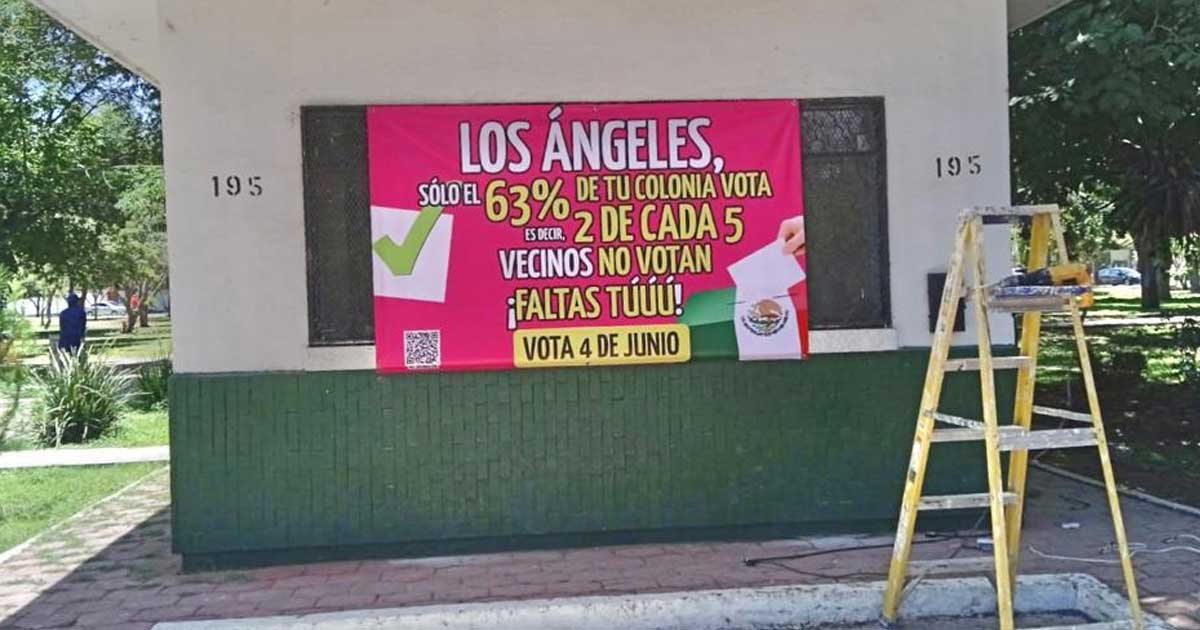 LOS ÁNGELES,
SÓLO EL 63% DE TU COLONIA VOTA
ES DECIR, 2 DE CADA 5
VECINOS NO VOTAN
¡FALTAS TÚÚÚ!
VOTA 4 DE JUNIO
195
195